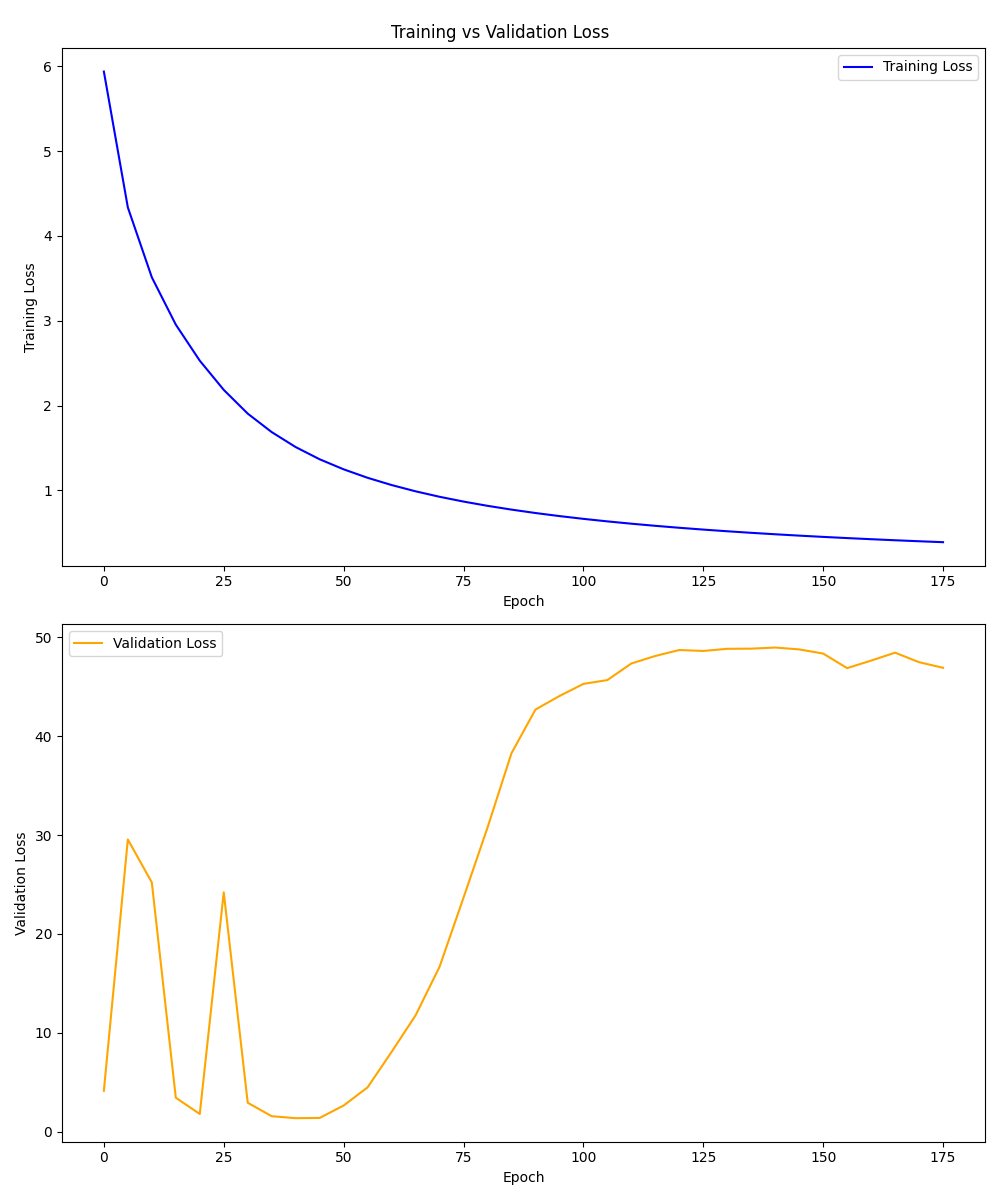 Training vs Validation Loss
Training Loss
6
5
4
3
2
1
Training Loss
0 25 50 75 100 125 150 175
Epoch
Validation Loss
50
40
30
20
10
0
Validation Loss
0 25 50 75 100 125 150 175
Epoch